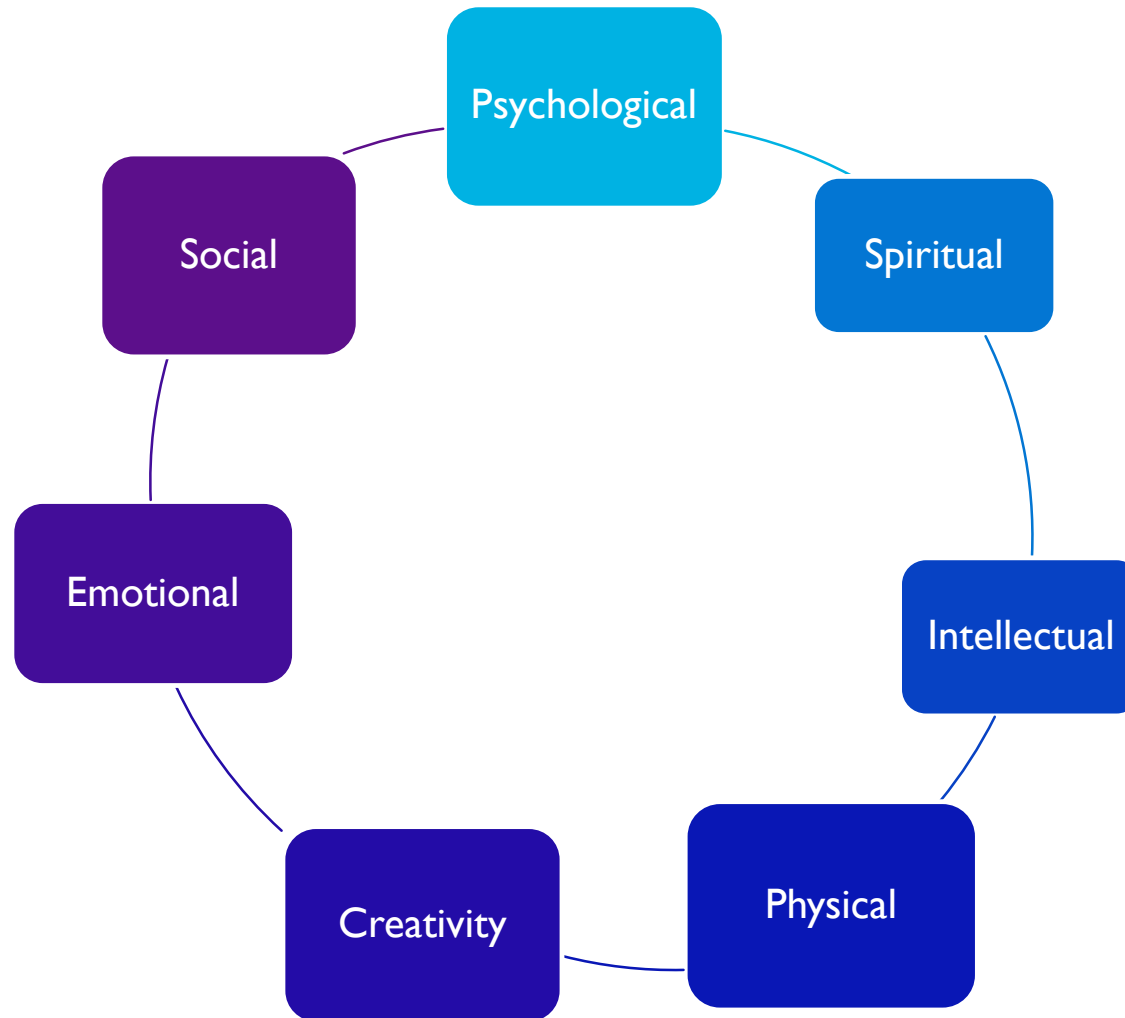 Psychological
Spiritual
Intellectual
Physical
Creativity
Emotional
Social